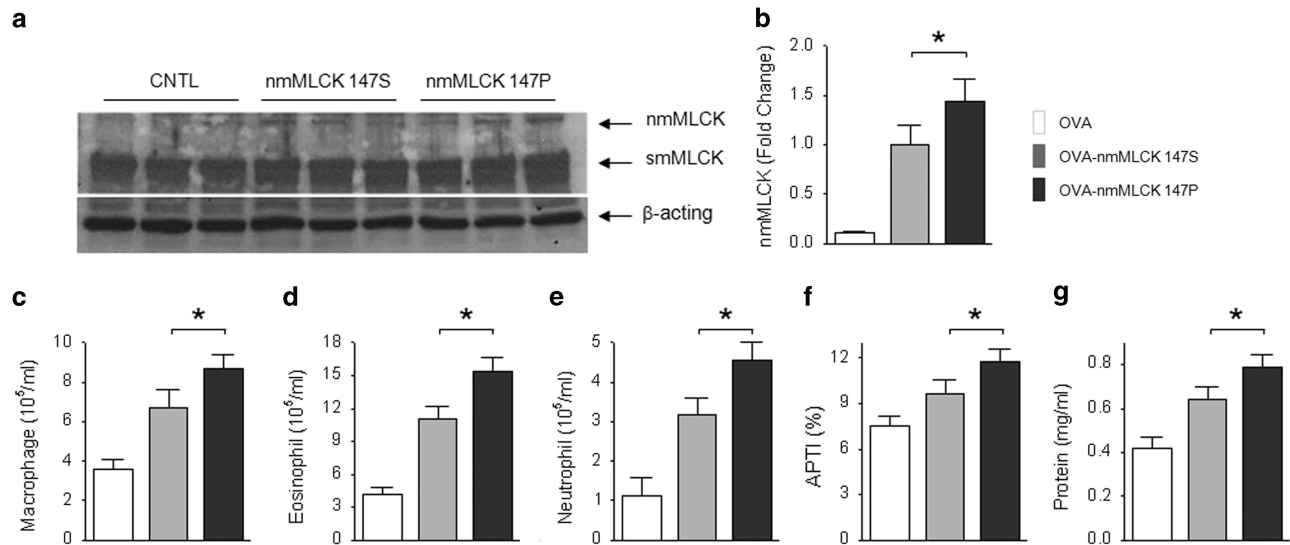 a
CNTL
nmMLCK 147S
nmMLCK 147P
nmMLCK
smMLCK
β-acting
b
nmMLCK (Fold Change)
2.0
1.5
1.0
0.5
0.0
*
OVA
OVA-nmMLCK 147S
OVA-nmMLCK 147P
c
Macrophage (10⁵/ml)
10
8
6
4
2
0
*
d
Eosinophil (10⁵/ml)
18
15
12
9
6
3
0
*
e
Neutrophil (10⁵/ml)
5
4
3
2
1
0
*
f
APTI (%)
12
9
6
3
0
*
g
Protein (mg/ml)
0.8
0.6
0.4
0.2
0.0
*